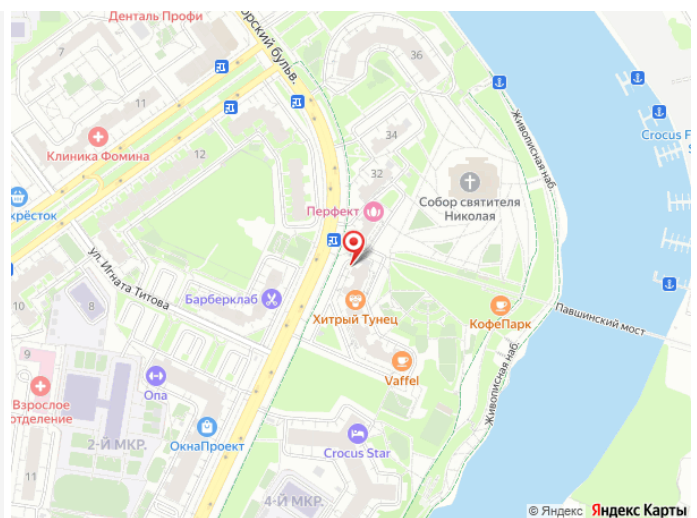 Денталь Профи
орский бульв.
36
7
11
Клиника Фомина
12
34
32
Живописная наб.
Crocus F
S
Собор святителя
Николая
Перфект
крёсток
ул. Игната Титова
Барберклаб
10
8
Хитрый Тунец
КофеПарк
Павшинский мост
Vaffel
9
Взрослое
отделение
Опа
Живописная наб.
2-Й МКР.
ОкнаПроект
Crocus Star
11
4-Й МКР.
© Яндекс Яндекс Карты